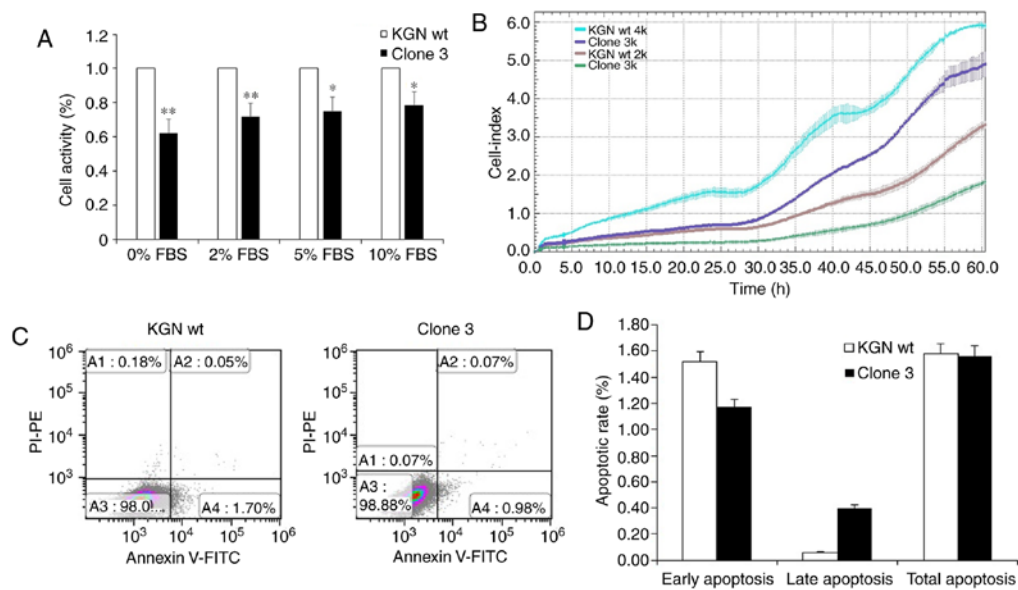 A
KGN wt
Clone 3
Cell activity (%)
1.2
1.0
0.8
0.6
0.4
0.2
0
**
**
*
*
0% FBS
2% FBS
5% FBS
10% FBS
B
KGN wt 4k
Clone 3k
KGN wt 2k
Clone 3k
Cell-index
6.0
5.0
4.0
3.0
2.0
1.0
0.0
0.0
5.0
10.0
15.0
20.0
25.0
30.0
35.0
40.0
45.0
50.0
55.0
60.0
Time (h)
C
KGN wt
PI-PE
10⁶
10⁵
10⁴
10³
A1 : 0.18%
A2 : 0.05%
A3 : 98.0!...
A4 : 1.70%
10³
10⁴
10⁵
10⁶
Annexin V-FITC
Clone 3
PI-PE
10⁶
10⁵
10⁴
10³
A2 : 0.07%
A1 : 0.07%
A3 :
98.88%
A4 : 0.98%
10³
10⁴
10⁵
10⁶
Annexin V-FITC
D
KGN wt
Clone 3
Apoptotic rate (%)
1.80
1.60
1.20
1.00
0.80
0.60
0.40
0.20
0.00
Early apoptosis
Late apoptosis
Total apoptosis